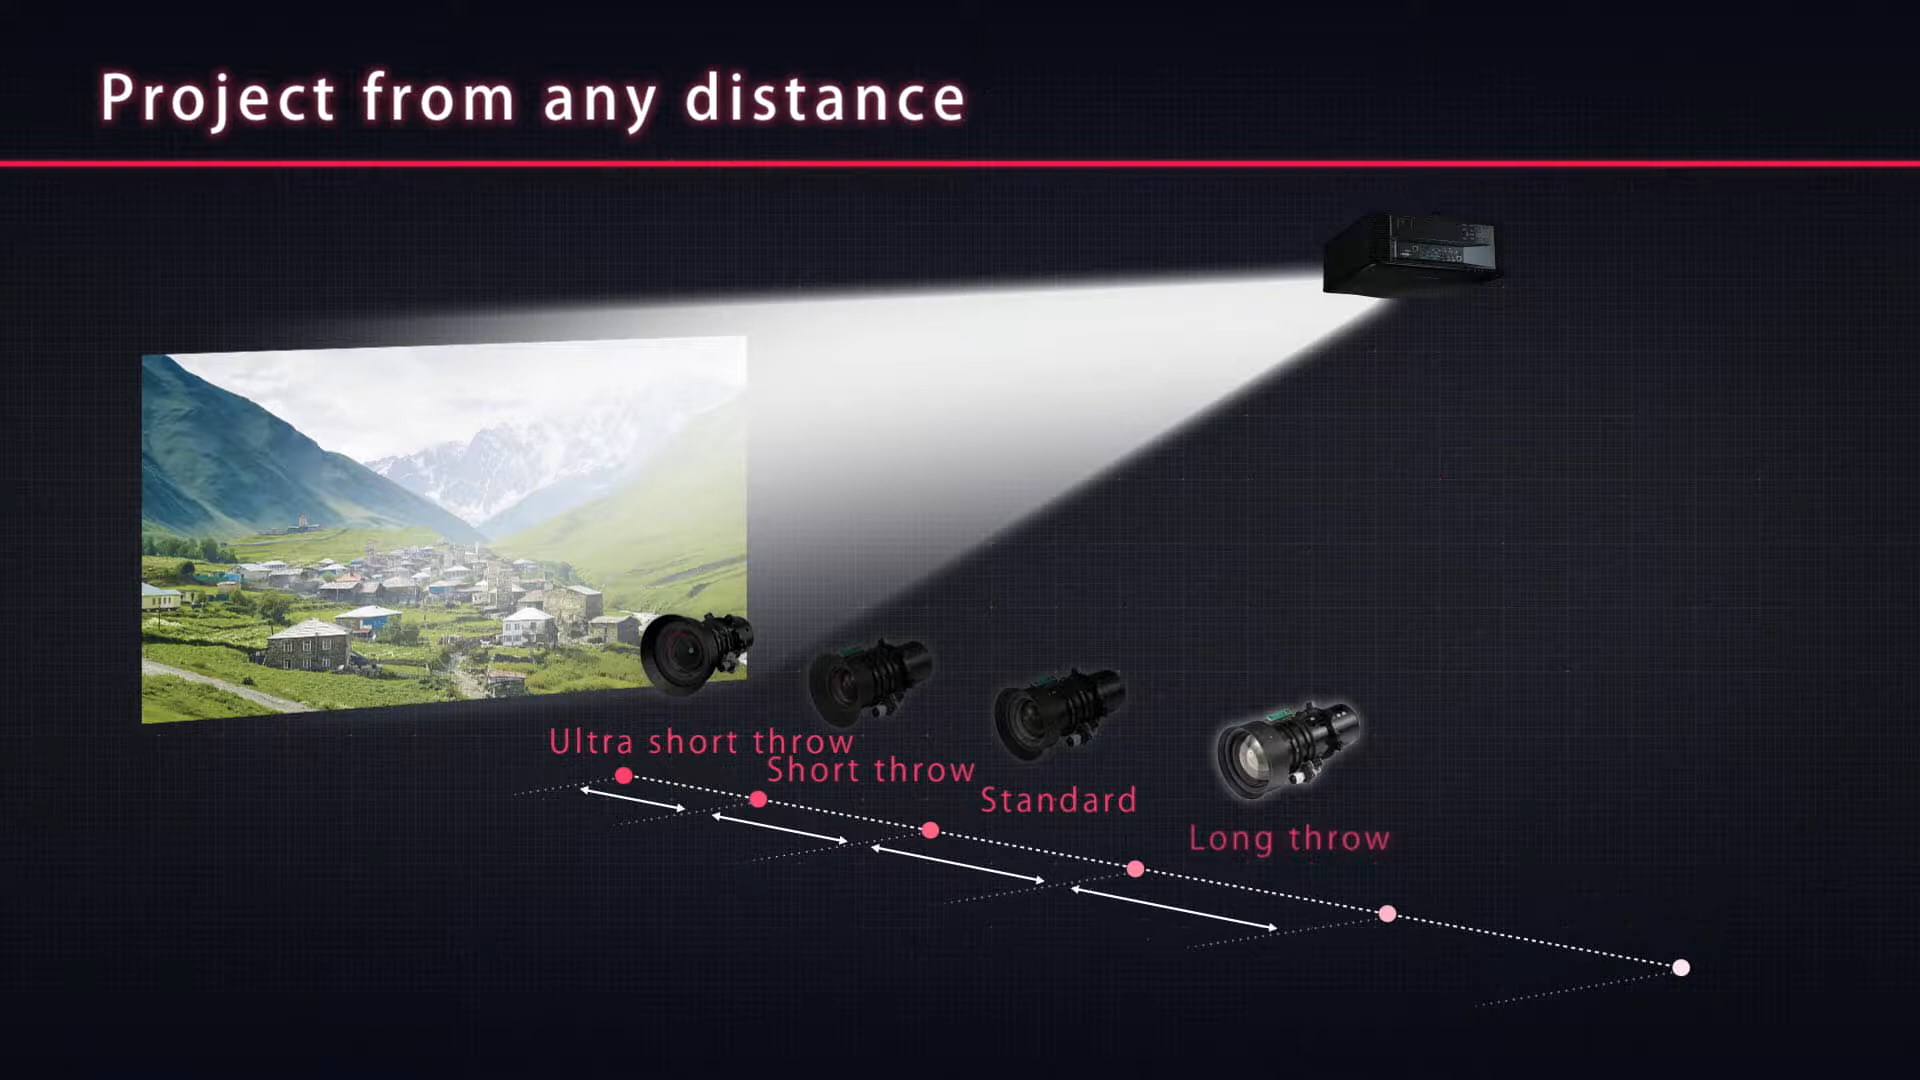 Project from any distance
Ultra short throw
Short throw
Standard
Long throw